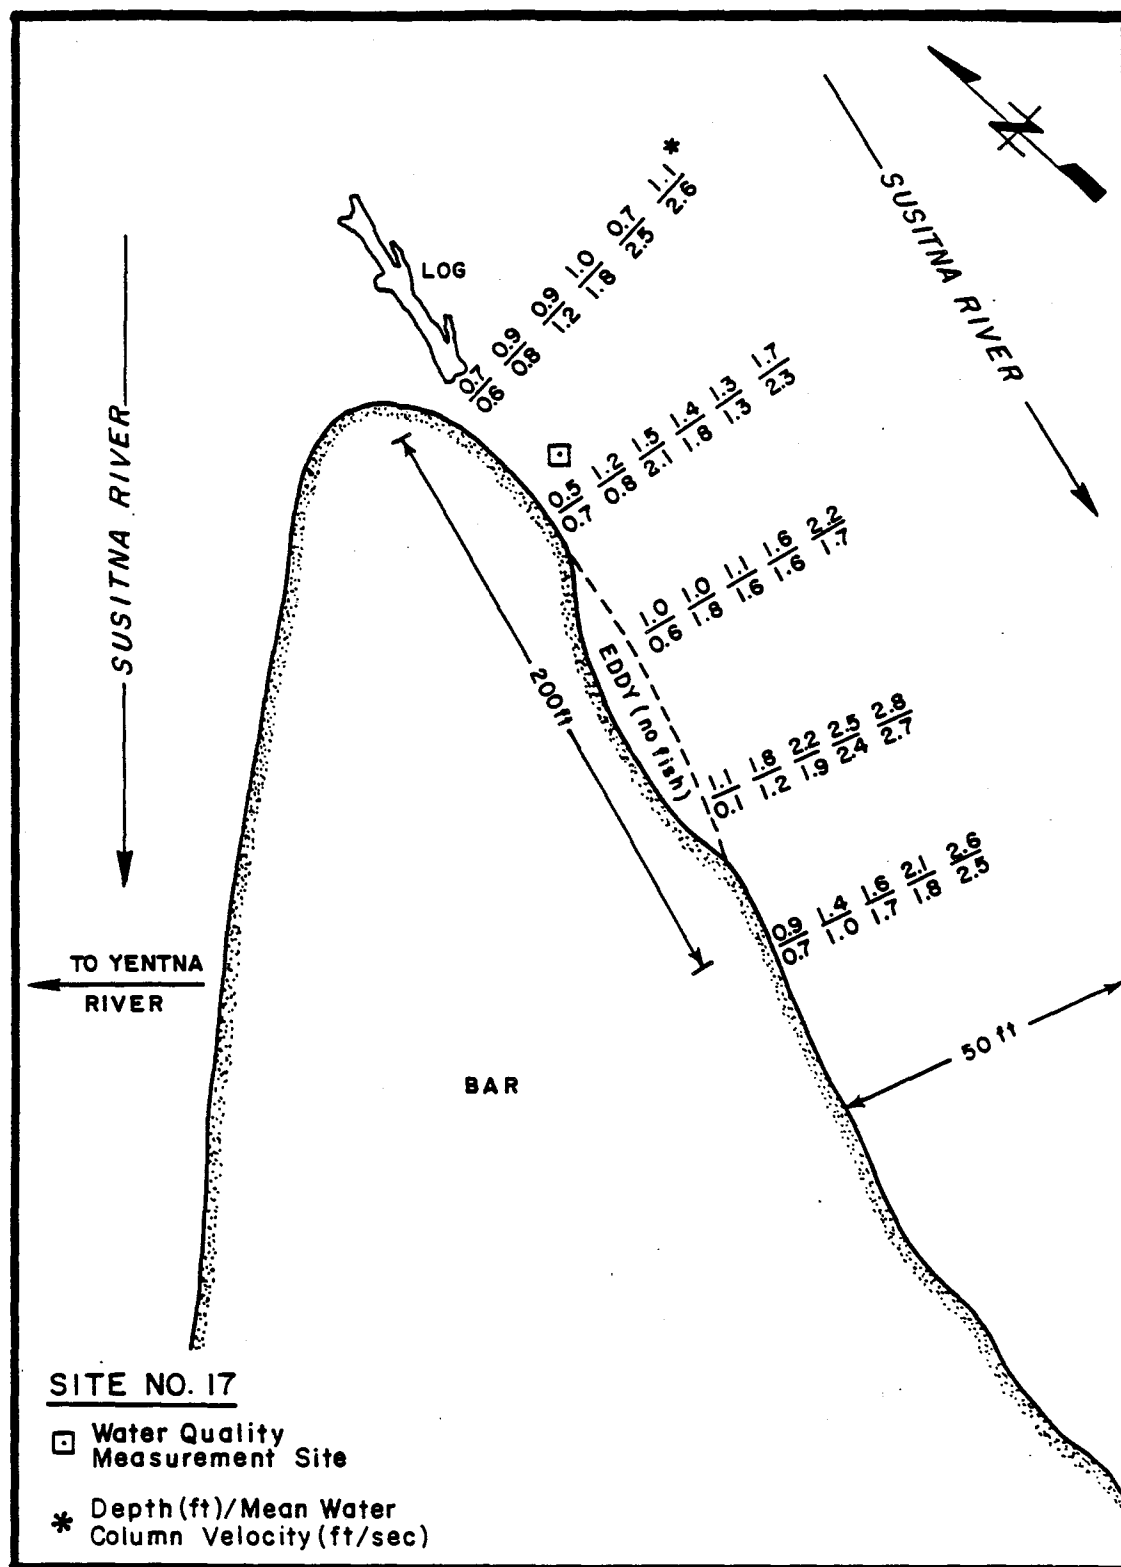 *
0.7/0.6 0.9/0.8 0.9/1.2 1.0/1.8 0.7/2.5 1.1/2.6
LOG
N
SUSITNA RIVER
SUSITNA RIVER
0.5/0.7 1.2/0.8 1.5/2.1 1.4/1.8 1.3/1.3 1.7/2.3
1.0/0.6 1.0/1.8 1.1/1.6 1.6/1.6 2.2/1.7
200ft
EDDY (no fish)
1.1/0.1 1.8/1.2 2.2/1.9 2.5/2.4 2.8/2.7
0.9/0.7 1.4/1.0 1.6/1.7 2.1/1.8 2.6/2.5
TO YENTNA
RIVER
50 ft
BAR
SITE NO. 17
Water Quality
Measurement Site
* Depth (ft)/Mean Water
Column Velocity (ft/sec)